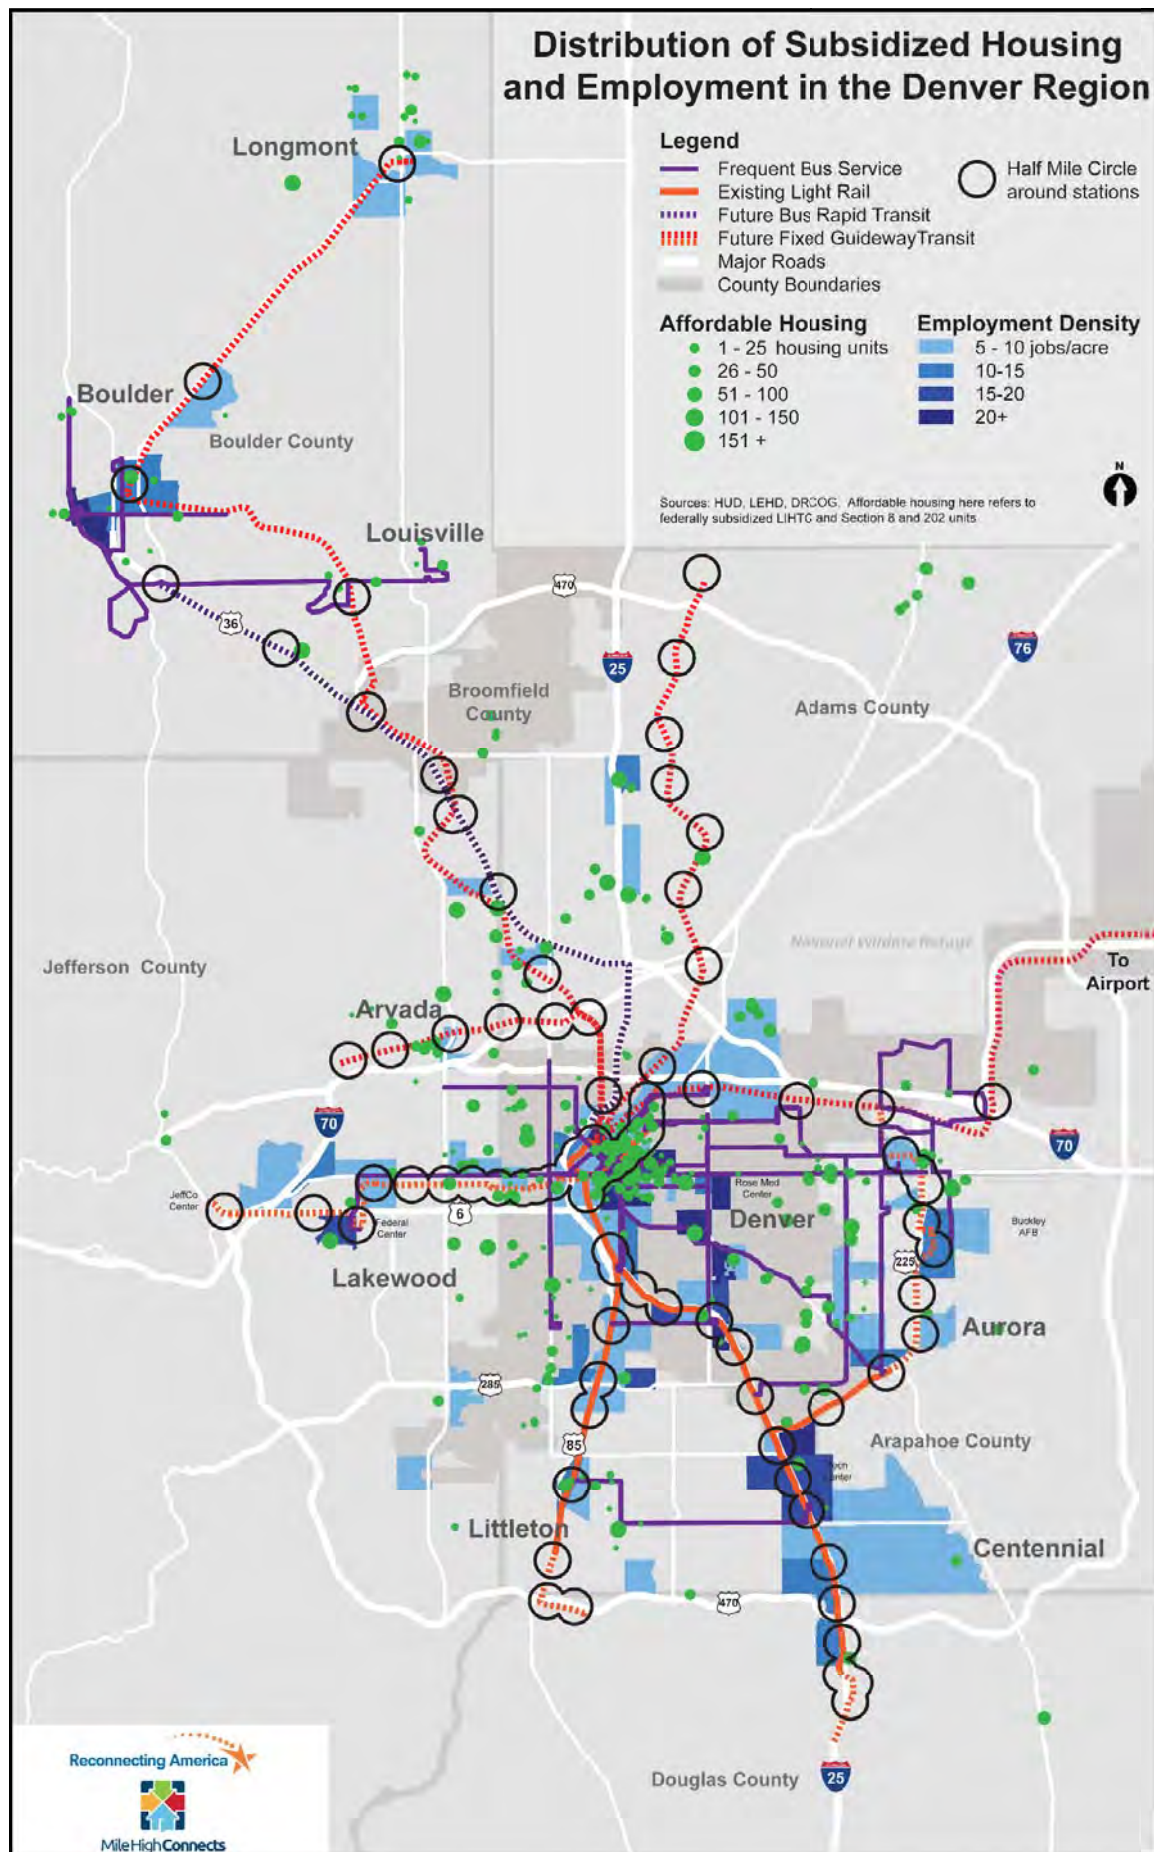 Distribution of Subsidized Housing
and Employment in the Denver Region
Legend
Frequent Bus Service
Existing Light Rail
Future Bus Rapid Transit
Future Fixed GuidewayTransit
Major Roads
County Boundaries
Half Mile Circle
around stations
Affordable Housing
1 - 25 housing units
26 - 50
51 - 100
101 - 150
151 +
Employment Density
5 - 10 jobs/acre
10-15
15-20
20+
Sources: HUD, LEHD, DRCOG. Affordable housing here refers to
federally subsidized LIHTC and Section 8 and 202 units
N
Longmont
Boulder
Boulder County
Louisville
470
36
25
76
Broomfield
County
Adams County
National Wildlife Refuge
Jefferson County
To
Airport
Arvada
70
70
JeffCo
Center
Federal
Center
6
Rose Med
Center
Denver
Buckley
AFB
225
Lakewood
Aurora
285
85
Arapahoe County
Littleton
Centennial
470
Reconnecting America
MileHighConnects
Douglas County
25